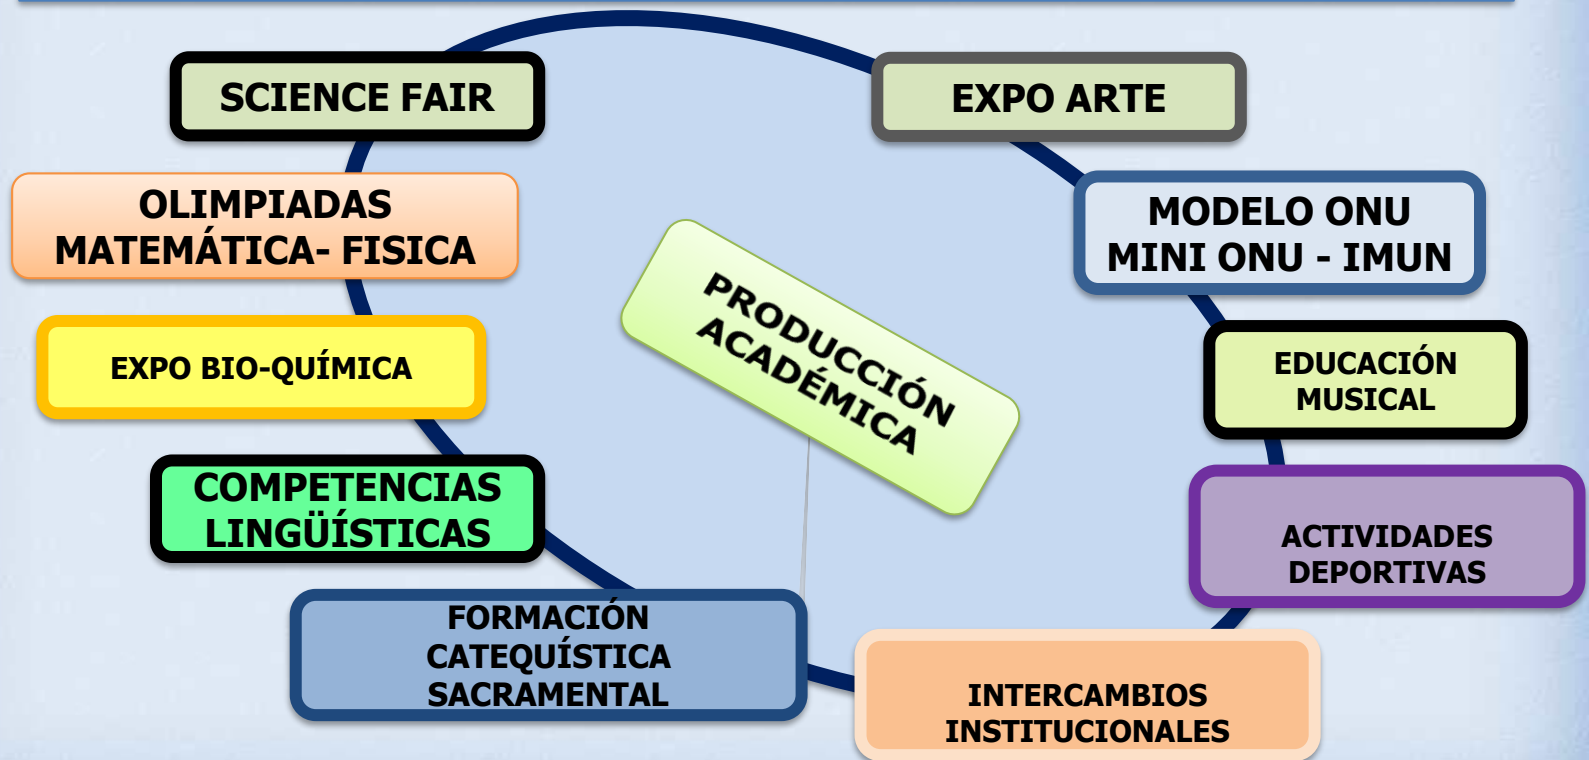 SCIENCE FAIR
EXPO ARTE
OLIMPIADAS
MATEMÁTICA- FISICA
MODELO ONU
MINI ONU - IMUN
PRODUCCIÓN
ACADÉMICA
EXPO BIO-QUÍMICA
EDUCACIÓN
MUSICAL
COMPETENCIAS
LINGÜÍSTICAS
ACTIVIDADES
DEPORTIVAS
FORMACIÓN
CATEQUÍSTICA
SACRAMENTAL
INTERCAMBIOS
INSTITUCIONALES